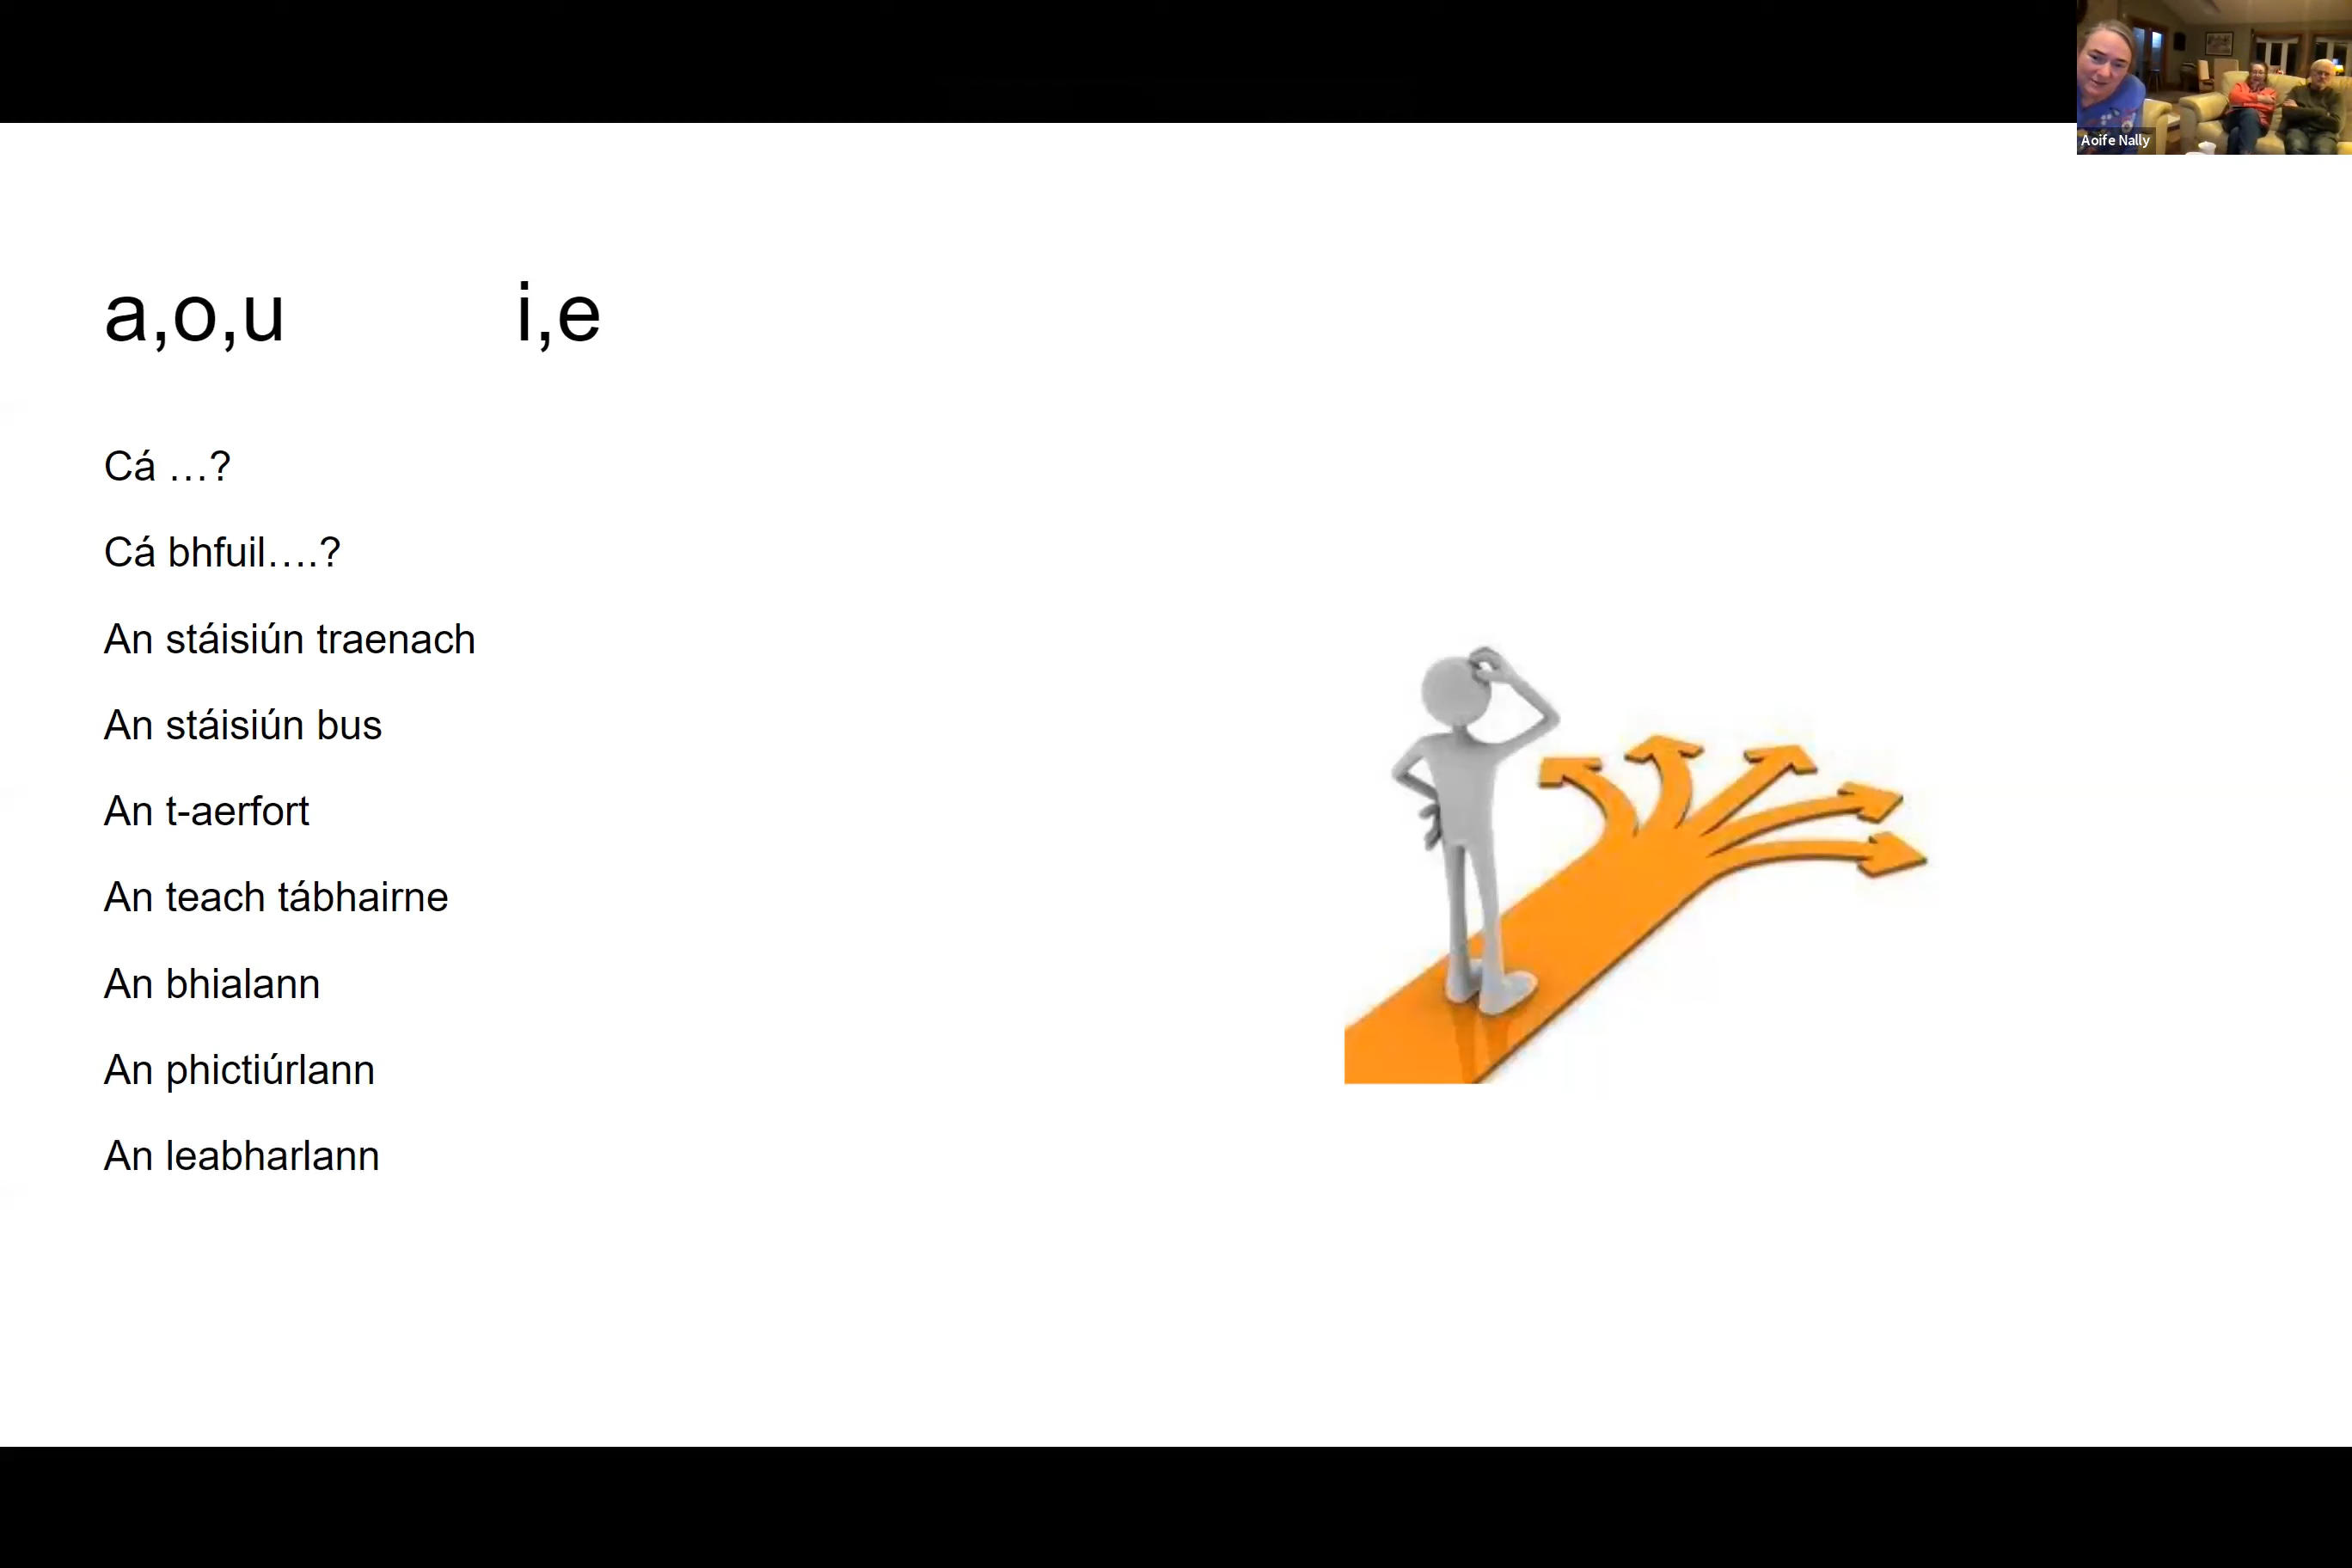 Aoife Nally
a,o,u i,e
Cá …?
Cá bhfuil….?
An stáisiún traenach
An stáisiún bus
An t-aerfort
An teach tábhairne
An bhialann
An phictiúrlann
An leabharlann